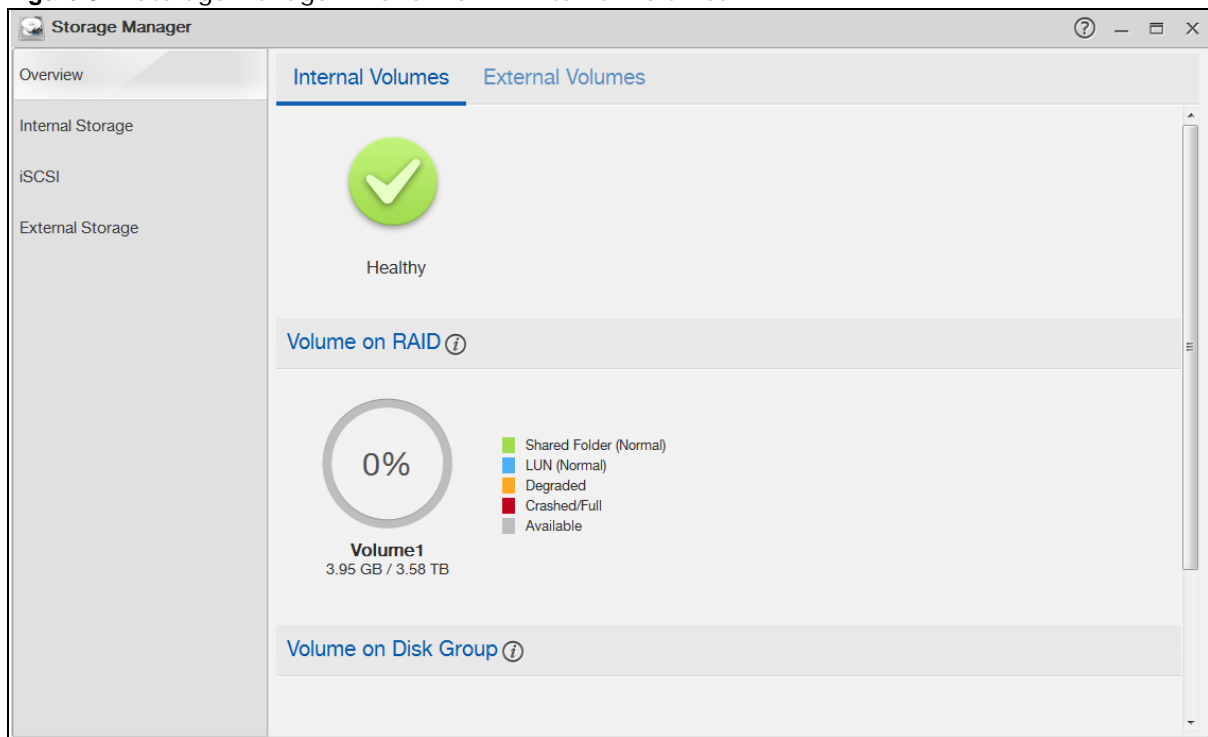 Storage Manager
Overview
Internal Storage
iSCSI
External Storage
Internal Volumes External Volumes
Healthy
Volume on RAID
0%
Volume1
3.95 GB / 3.58 TB
Shared Folder (Normal)
LUN (Normal)
Degraded
Crashed/Full
Available
Volume on Disk Group